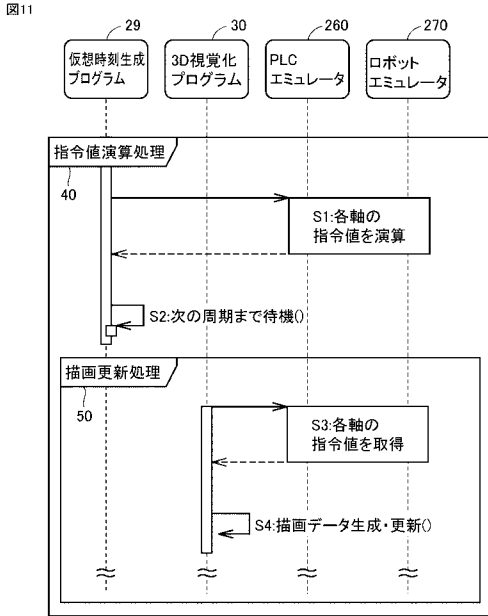 図11
29
30
260
270
仮想時刻生成
プログラム
3D視覚化
プログラム
PLC
エミュレータ
ロボット
エミュレータ
指令値演算処理
40
S1:各軸の
指令値を演算
S2:次の周期まで待機()
描画更新処理
50
S3:各軸の
指令値を取得
S4:描画データ生成・更新()